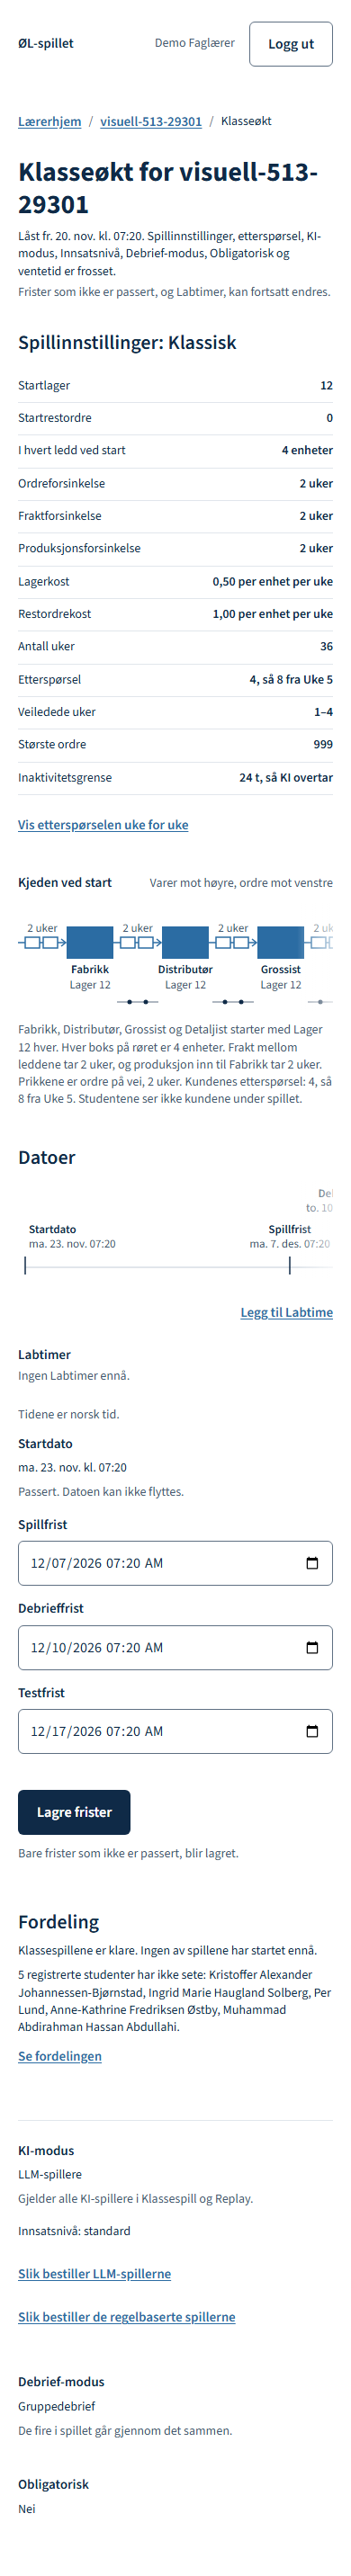 ØL-spillet
Demo Faglærer
Logg ut
Lærerhjem / visuell-513-29301 / Klasseøkt
Klasseøkt for visuell-513-
29301
Låst fr. 20. nov. kl. 07:20. Spillinnstillinger, etterspørsel, KI-
modus, Innsatsnivå, Debrief-modus, Obligatorisk og
ventetid er frosset.
Frister som ikke er passert, og Labtimer, kan fortsatt endres.
Spillinnstillinger: Klassisk
Startlager 12
Startrestordre 0
I hvert ledd ved start 4 enheter
Ordreforsinkelse 2 uker
Fraktforsinkelse 2 uker
Produksjonsforsinkelse 2 uker
Lagerkost 0,50 per enhet per uke
Restordrekost 1,00 per enhet per uke
Antall uker 36
Etterspørsel 4, så 8 fra Uke 5
Veiledede uker 1–4
Største ordre 999
Inaktivitetsgrense 24 t, så KI overtar
Vis etterspørselen uke for uke
Kjeden ved start Varer mot høyre, ordre mot venstre
2 uker 2 uker 2 uker 2 uk
Fabrikk Distributør Grossist
Lager 12 Lager 12 Lager 12
Fabrikk, Distributør, Grossist og Detaljist starter med Lager
12 hver. Hver boks på røret er 4 enheter. Frakt mellom
leddene tar 2 uker, og produksjon inn til Fabrikk tar 2 uker.
Prikkene er ordre på vei, 2 uker. Kundenes etterspørsel: 4, så
8 fra Uke 5. Studentene ser ikke kundene under spillet.
Datoer
De
to. 10
Startdato Spillfrist
ma. 23. nov. 07:20 ma. 7. des. 07:20
Legg til Labtime
Labtimer
Ingen Labtimer ennå.
Tidene er norsk tid.
Startdato
ma. 23. nov. kl. 07:20
Passert. Datoen kan ikke flyttes.
Spillfrist
12/07/2026 07:20 AM
Debrieffrist
12/10/2026 07:20 AM
Testfrist
12/17/2026 07:20 AM
Lagre frister
Bare frister som ikke er passert, blir lagret.
Fordeling
Klassespillene er klare. Ingen av spillene har startet ennå.
5 registrerte studenter har ikke sete: Kristoffer Alexander
Johannessen-Bjørnstad, Ingrid Marie Haugland Solberg, Per
Lund, Anne-Kathrine Fredriksen Østby, Muhammad
Abdirahman Hassan Abdullahi.
Se fordelingen
KI-modus
LLM-spillere
Gjelder alle KI-spillere i Klassespill og Replay.
Innsatsnivå: standard
Slik bestiller LLM-spillerne
Slik bestiller de regelbaserte spillerne
Debrief-modus
Gruppedebrief
De fire i spillet går gjennom det sammen.
Obligatorisk
Nei